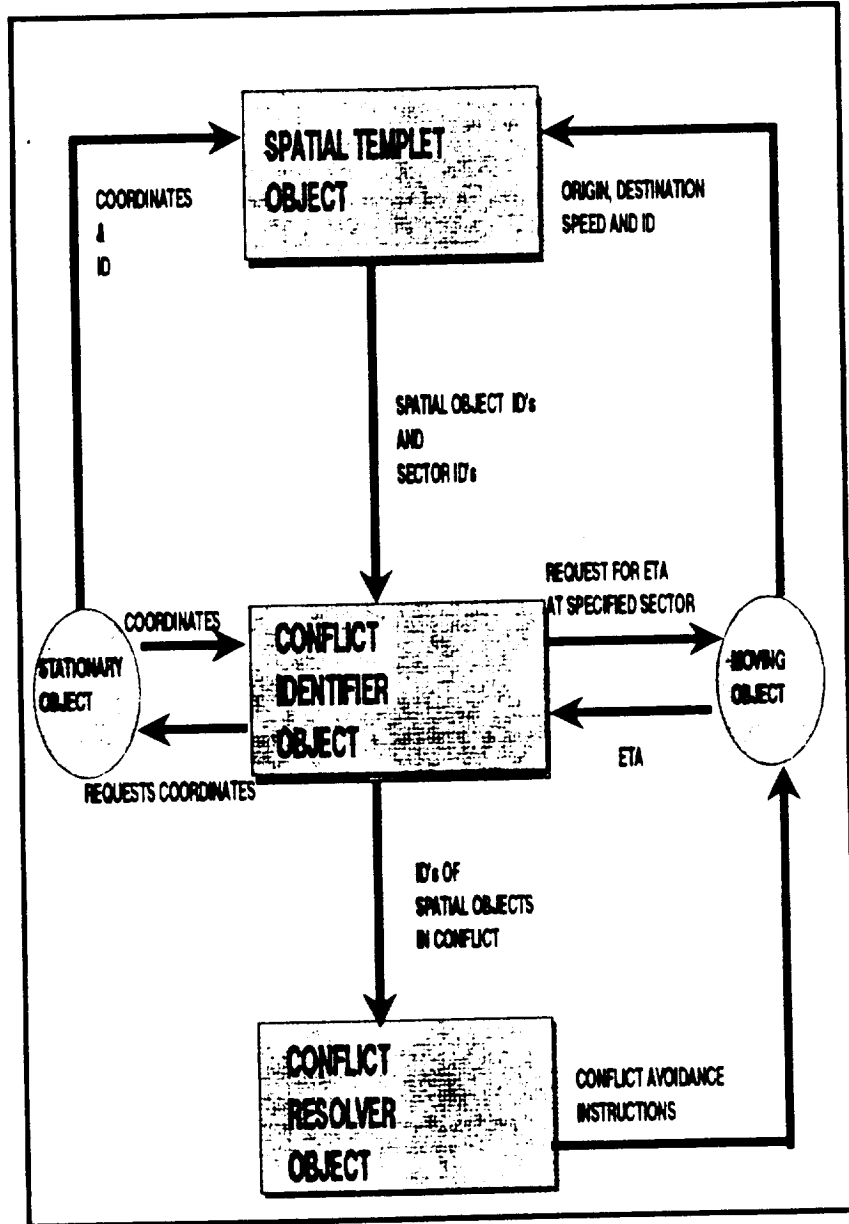 SPATIAL TEMPLET
OBJECT
COORDINATES
&
ID
ORIGIN, DESTINATION
SPEED AND ID
SPATIAL OBJECT ID's
AND
SECTOR ID's
REQUEST FOR ETA
AT SPECIFIED SECTOR
COORDINATES
STATIONARY
OBJECT
CONFLICT
IDENTIFIER
OBJECT
MOVING
OBJECT
ETA
REQUESTS COORDINATES
ID's OF
SPATIAL OBJECTS
IN CONFLICT
CONFLICT
RESOLVER
OBJECT
CONFLICT AVOIDANCE
INSTRUCTIONS